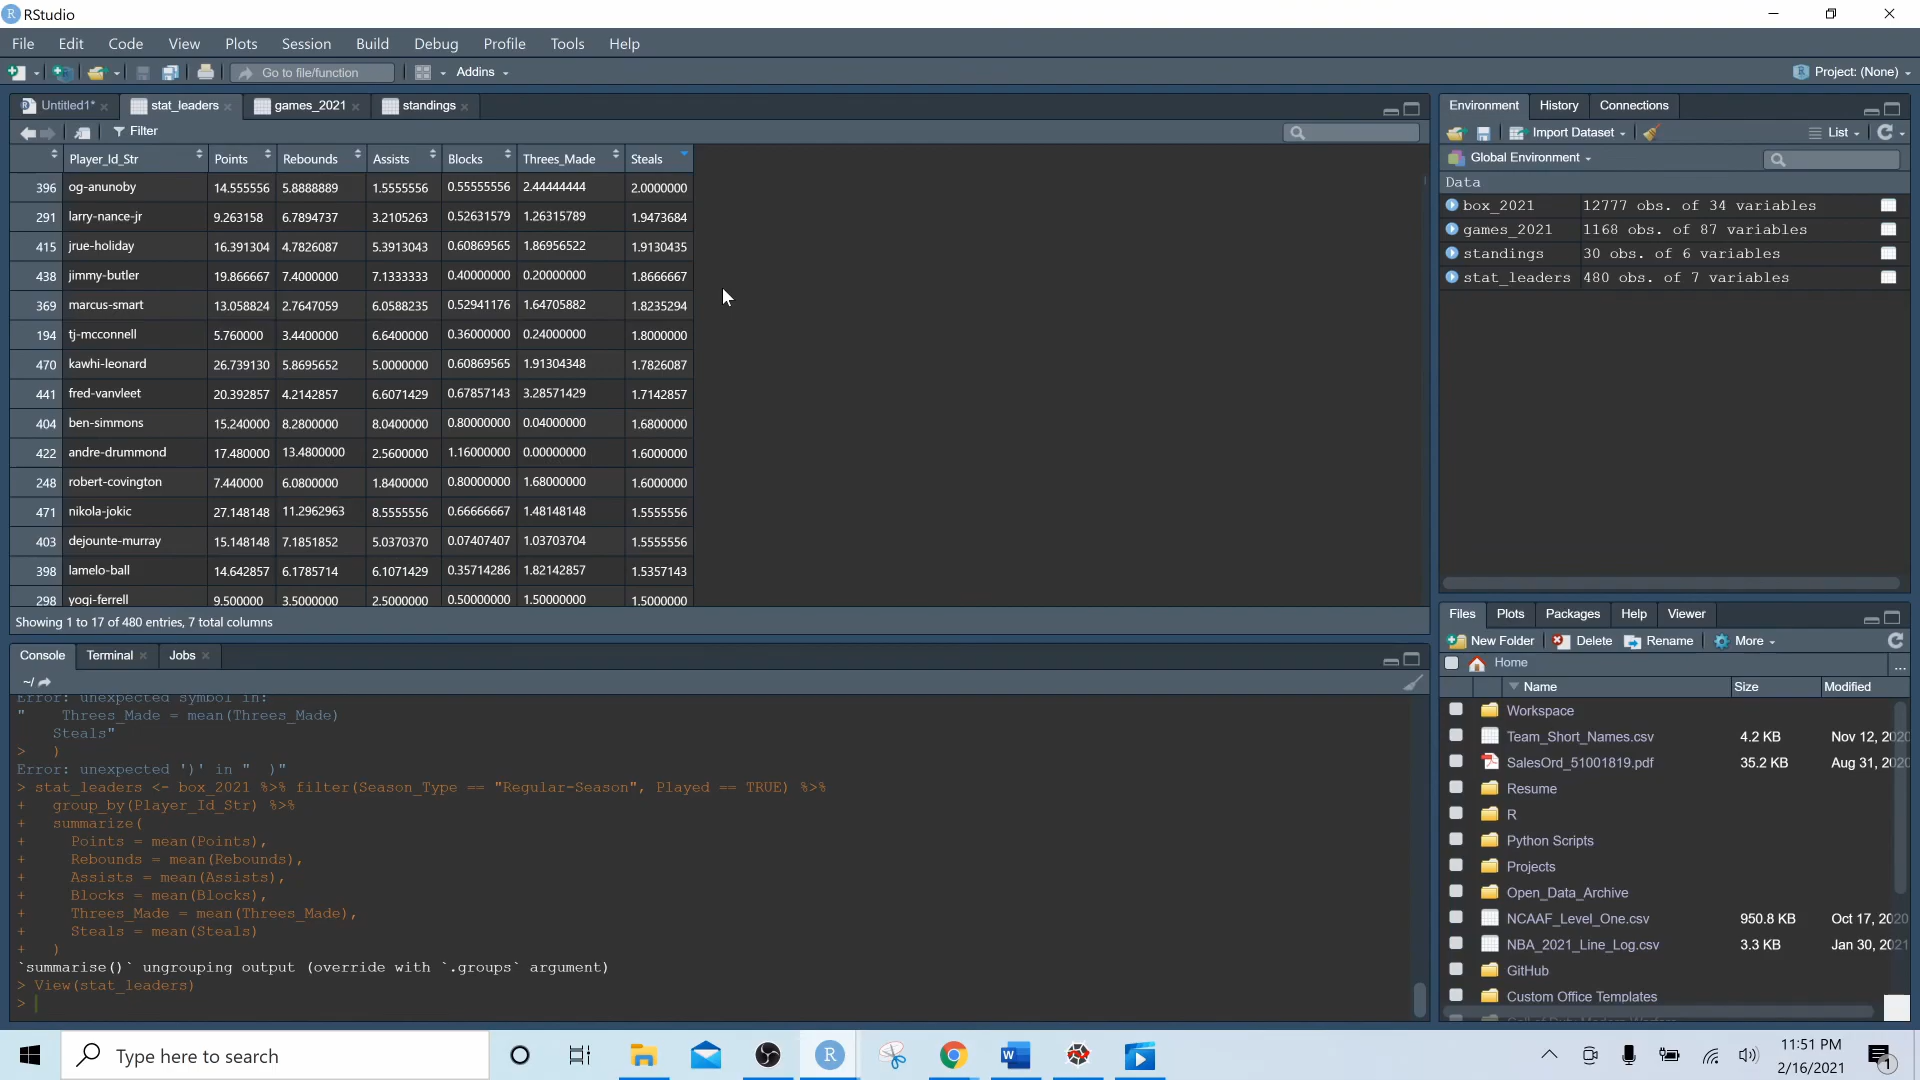 RStudio
File Edit Code View Plots Session Build Debug Profile Tools Help
Go to file/function Addins Project: (None)
Untitled1* stat_leaders games_2021 standings
Filter
Player_Id_Str Points Rebounds Assists Blocks Threes_Made Steals
396 og-anunoby 14.555556 5.8888889 1.5555556 0.55555556 2.44444444 2.0000000
291 larry-nance-jr 9.263158 6.7894737 3.2105263 0.52631579 1.26315789 1.9473684
415 jrue-holiday 16.391304 4.7826087 5.3913043 0.60869565 1.86956522 1.9130435
438 jimmy-butler 19.866667 7.4000000 7.1333333 0.40000000 0.20000000 1.8666667
369 marcus-smart 13.058824 2.7647059 6.0588235 0.52941176 1.64705882 1.8235294
194 tj-mcconnell 5.760000 3.4400000 6.6400000 0.36000000 0.24000000 1.8000000
470 kawhi-leonard 26.739130 5.8695652 5.0000000 0.60869565 1.91304348 1.7826087
441 fred-vanvleet 20.392857 4.2142857 6.6071429 0.67857143 3.28571429 1.7142857
404 ben-simmons 15.240000 8.2800000 8.0400000 0.80000000 0.04000000 1.6800000
422 andre-drummond 17.480000 13.4800000 2.5600000 1.16000000 0.00000000 1.6000000
248 robert-covington 7.440000 6.0800000 1.8400000 0.80000000 1.68000000 1.6000000
471 nikola-jokic 27.148148 11.2962963 8.5555556 0.66666667 1.48148148 1.5555556
403 dejounte-murray 15.148148 7.1851852 5.0370370 0.07407407 1.03703704 1.5555556
398 lamelo-ball 14.642857 6.1785714 6.1071429 0.35714286 1.82142857 1.5357143
298 yogi-ferrell 9.500000 3.5000000 2.5000000 0.50000000 1.50000000 1.5000000
Showing 1 to 17 of 480 entries, 7 total columns
Console Terminal Jobs
~/
Error: unexpected symbol in:
"    Threes_Made = mean(Threes_Made)
    Steals"
>   )
Error: unexpected ')' in "  )"
> stat_leaders <- box_2021 %>% filter(Season_Type == "Regular-Season", Played == TRUE) %>%
+   group_by(Player_Id_Str) %>%
+   summarize(
+     Points = mean(Points),
+     Rebounds = mean(Rebounds),
+     Assists = mean(Assists),
+     Blocks = mean(Blocks),
+     Threes_Made = mean(Threes_Made),
+     Steals = mean(Steals)
+   )
`summarise()` ungrouping output (override with `.groups` argument)
> View(stat_leaders)
>
Environment History Connections
Import Dataset List
Global Environment
Data
box_2021 12777 obs. of 34 variables
games_2021 1168 obs. of 87 variables
standings 30 obs. of 6 variables
stat_leaders 480 obs. of 7 variables
Files Plots Packages Help Viewer
New Folder Delete Rename More
Home ...
Name Size Modified
Workspace
Team_Short_Names.csv 4.2 KB Nov 12, 2020
SalesOrd_51001819.pdf 35.2 KB Aug 31, 202
Resume
R
Python Scripts
Projects
Open_Data_Archive
NCAAF_Level_One.csv 950.8 KB Oct 17, 2020
NBA_2021_Line_Log.csv 3.3 KB Jan 30, 2021
GitHub
Custom Office Templates
Type here to search
11:51 PM
2/16/2021
1